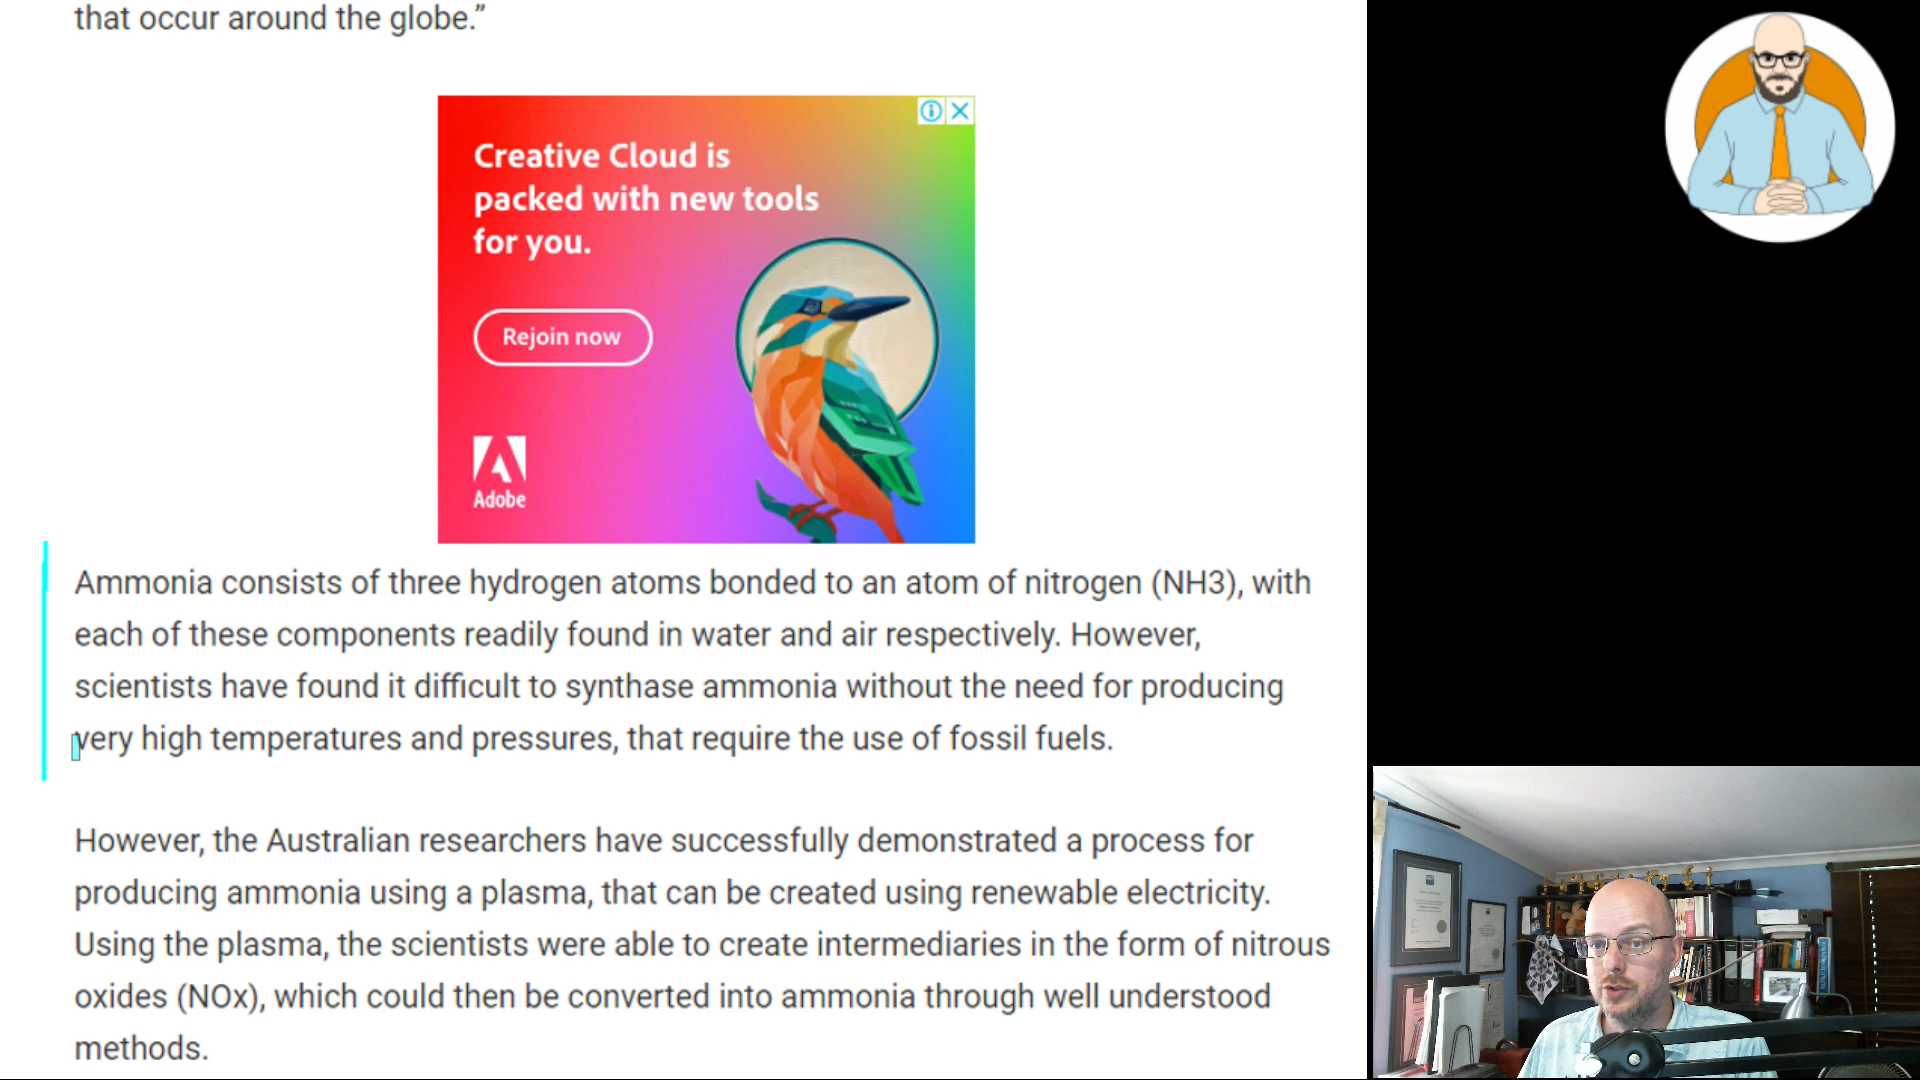 that occur around the globe.”
Creative Cloud is
packed with new tools
for you.
Rejoin now
Adobe
Ammonia consists of three hydrogen atoms bonded to an atom of nitrogen (NH3), with
each of these components readily found in water and air respectively. However,
scientists have found it difficult to synthase ammonia without the need for producing
very high temperatures and pressures, that require the use of fossil fuels.
However, the Australian researchers have successfully demonstrated a process for
producing ammonia using a plasma, that can be created using renewable electricity.
Using the plasma, the scientists were able to create intermediaries in the form of nitrous
oxides (NOx), which could then be converted into ammonia through well understood
methods.